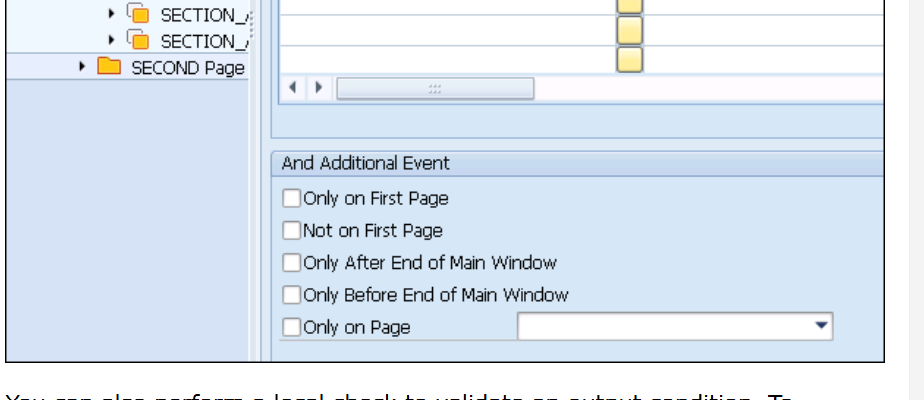 SECTION_
SECTION_
SECOND Page
And Additional Event
Only on First Page
Not on First Page
Only After End of Main Window
Only Before End of Main Window
Only on Page
You can also perform a local check to validate an output condition. To